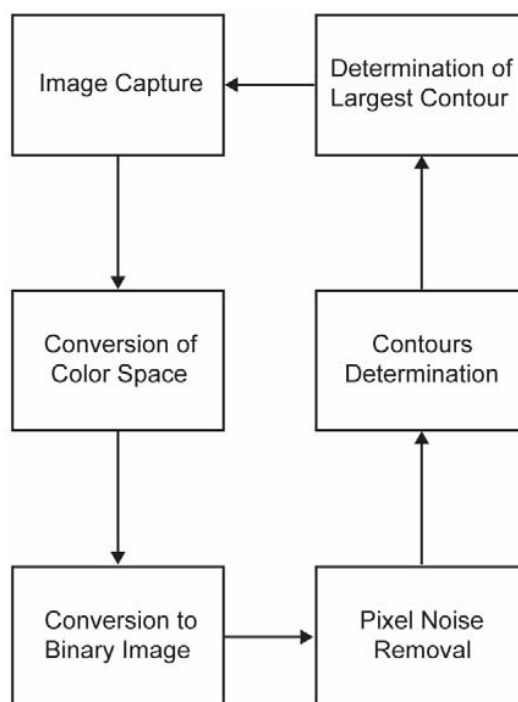 Image Capture
Determination of
Largest Contour
Conversion of
Color Space
Contours
Determination
Conversion to
Binary Image
Pixel Noise
Removal